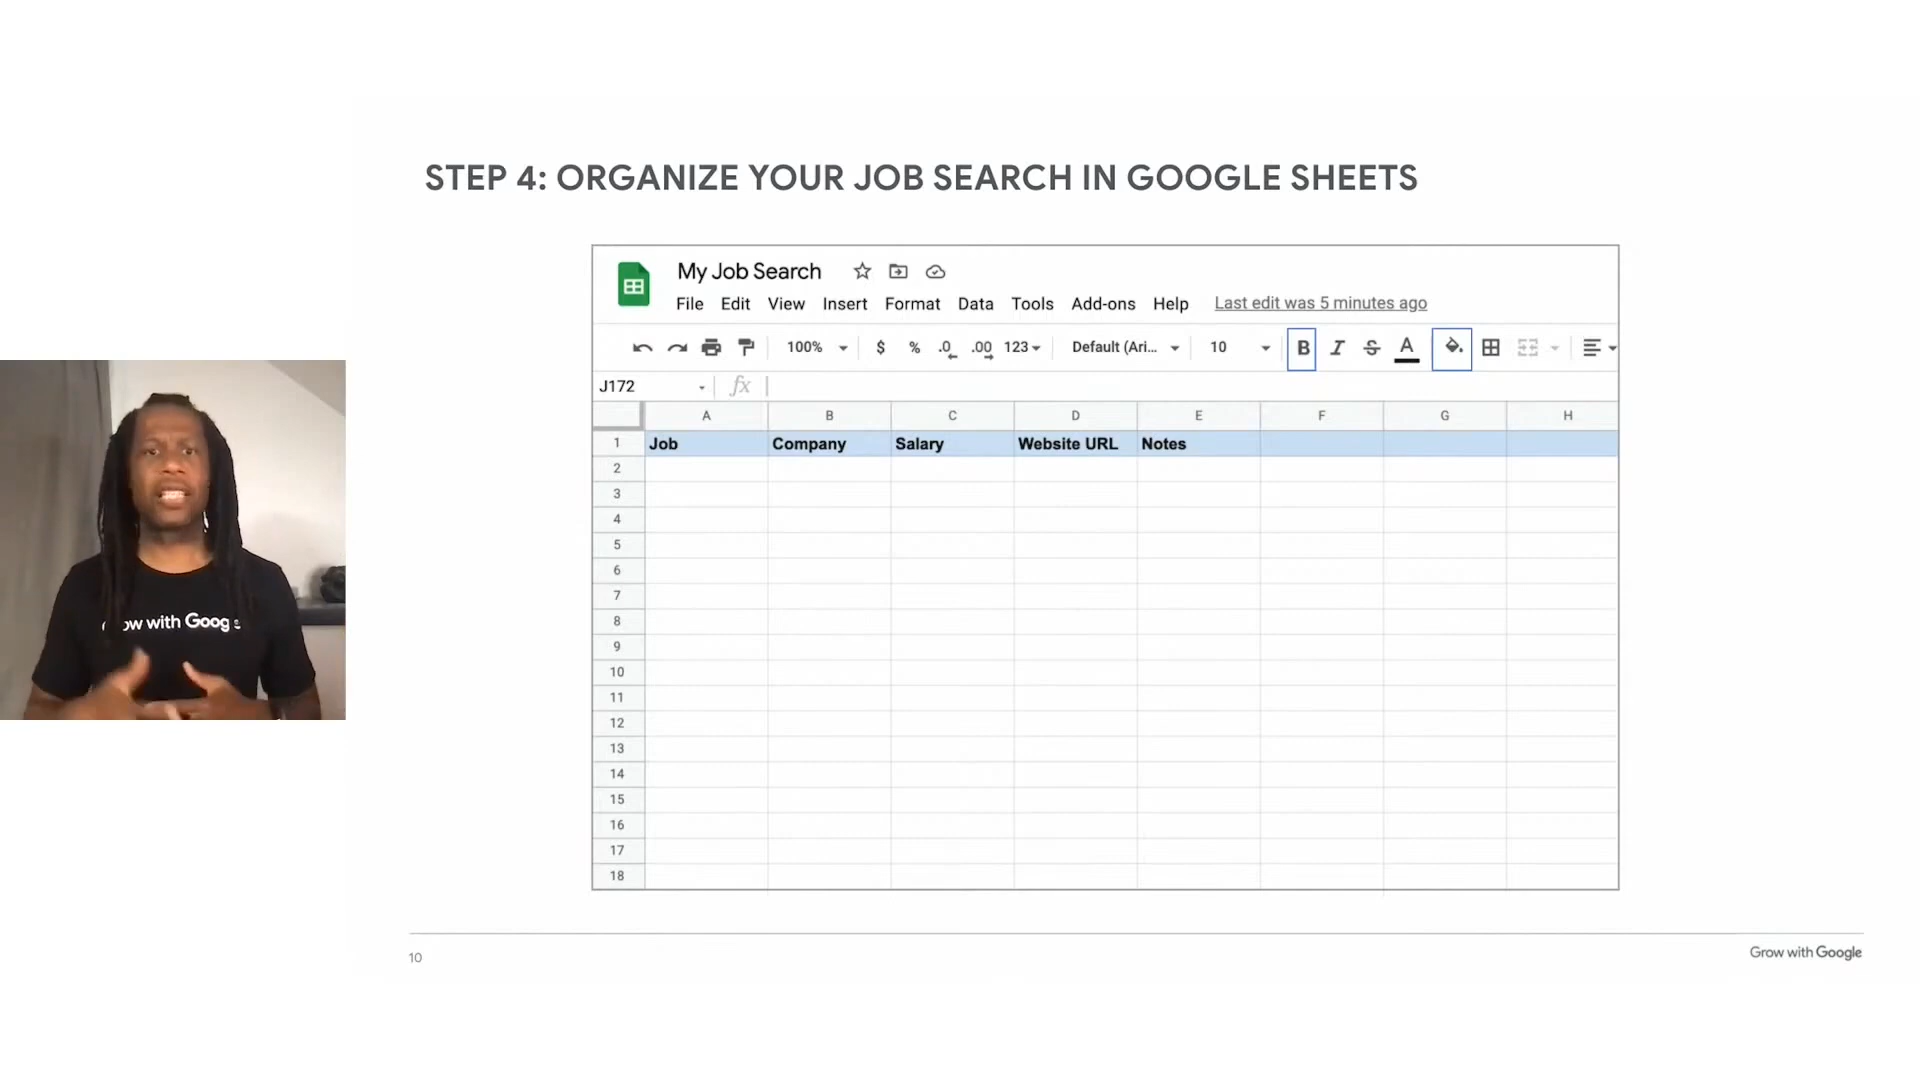 STEP 4: ORGANIZE YOUR JOB SEARCH IN GOOGLE SHEETS
My Job Search
File Edit View Insert Format Data Tools Add-ons Help Last edit was 5 minutes ago
100% $ % .0 .00 123 Default (Ari... 10 B I S A
J172 fx
A B C D E F G H
1 Job Company Salary Website URL Notes
2
3
4
5
6
7
8
9
10
11
12
13
14
15
16
17
18
ow with Goog
10 Grow with Google